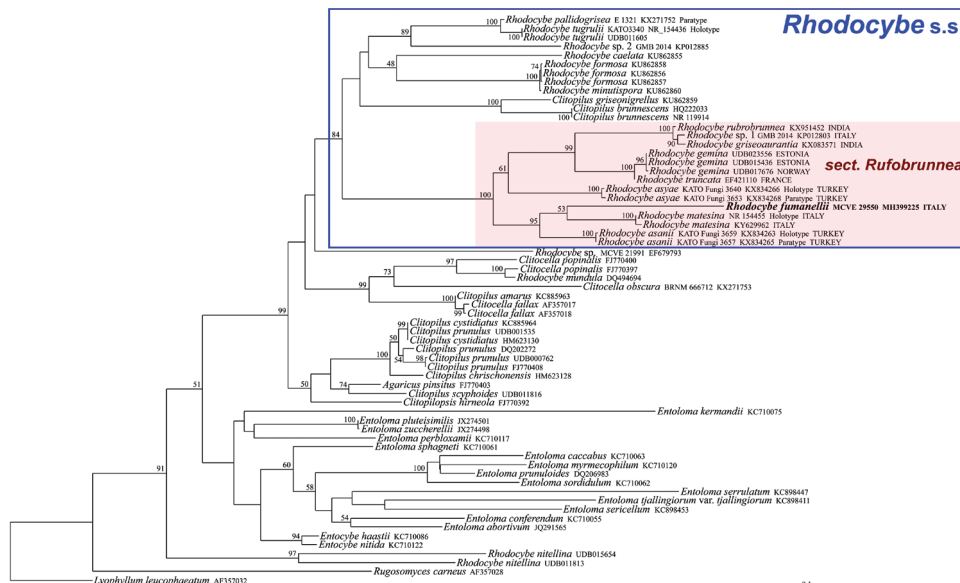 Rhodocybe s.s
100 Rhodocybe pallidogrisea E 1321 KX271752 Paratype
Rhodocybe tugrulii KATO3340 NR_154436 Holotype
89 100 Rhodocybe tugrulii UDB011605
Rhodocybe sp. 2 GMB 2014 KP012885
48 Rhodocybe caelata KU862855
74 Rhodocybe formosa KU862858
Rhodocybe formosa KU862856
100 Rhodocybe formosa KU862857
Rhodocybe minutispora KU862860
Clitopilus griseonigrellus KU862859
100 Clitopilus brunnescens HQ222033
100 Clitopilus brunnescens NR 119914
84 100 Rhodocybe rubrobrunnea KX951452 INDIA
Rhodocybe sp. 1 GMB 2014 KP012803 ITALY
90 Rhodocybe griseoaurantia KX083571 INDIA
99 Rhodocybe gemina UDB023556 ESTONIA
96 Rhodocybe gemina UDB015436 ESTONIA
sect. Rufobrunnea
61 100 Rhodocybe gemina UDB017676 NORWAY
Rhodocybe truncata EF421110 FRANCE
100 Rhodocybe asyae KATO Fungi 3640 KX834266 Holotype TURKEY
100 Rhodocybe asyae KATO Fungi 3653 KX834268 Paratype TURKEY
53 Rhodocybe fumanellii MCVE 29550 MH399225 ITALY
Rhodocybe matesina NR 154455 Holotype ITALY
95 100 Rhodocybe matesina KY629962 ITALY
100 Rhodocybe asanii KATO Fungi 3659 KX834263 Holotype TURKEY
Rhodocybe asanii KATO Fungi 3657 KX834265 Paratype TURKEY
Rhodocybe sp. MCVE 21991 EF679793
97 Clitocella popinalis FJ770400
Clitocella popinalis FJ770397
73 100 Rhodocybe mundula DQ494694
99 Clitocella obscura BRNM 666712 KX271753
Clitopilus amarus KC885963
100 Clitocella fallax AF357017
99 99 Clitocella fallax AF357018
99 Clitopilus cystidiatus KC885964
Clitopilus prunulus UDB001535
50 Clitopilus cystidiatus HM623130
Clitopilus prunulus DQ202272
100 54 98 Clitopilus prunulus UDB000762
Clitopilus prunulus FJ770408
Clitopilus chrischonensis HM623128
51 50 74 Agaricus pinsitus FJ770403
Clitopilus scyphoides UDB011816
Clitopilopsis hirneola FJ770392
Entoloma kermandii KC710075
100 Entoloma pluteisimilis JX274501
Entoloma zuccherellii JX274498
Entoloma perbloxamii KC710117
Entoloma sphagneti KC710061
Entoloma caccabus KC710063
91 60 100 Entoloma myrmecophilum KC710120
Entoloma prunuloides DQ206983
Entoloma sordidulum KC710062
58 Entoloma serrulatum KC898447
Entoloma tjallingiorum var. tjallingiorum KC898411
Entoloma sericellum KC898453
54 Entoloma conferendum KC710055
Entoloma abortivum JQ291565
94 Entocybe haastii KC710086
Entocybe nitida KC710122
97 Rhodocybe nitellina UDB015654
Rhodocybe nitellina UDB011813
Rugosomyces carneus AF357028
Lyophyllum leucophaeatum AF357032